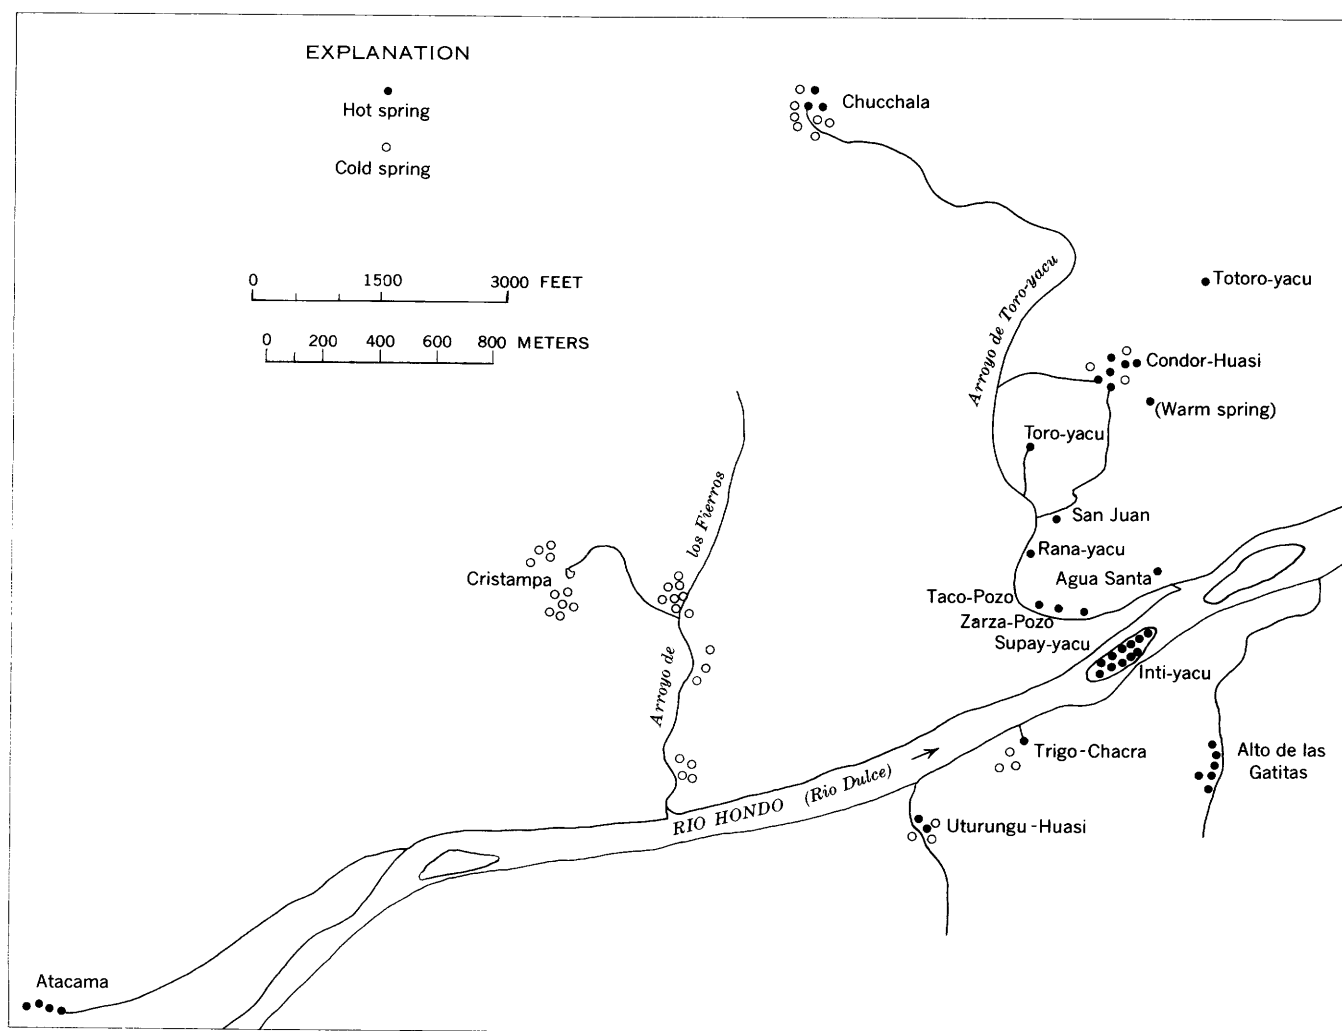 EXPLANATION
Hot spring
Cold spring
0 1500 3000 FEET
0 200 400 600 800 METERS
Chucchala
Arroyo de Toro-yacu
Totoro-yacu
Condor-Huasi
(Warm spring)
Toro-yacu
San Juan
Rana-yacu
Agua Santa
Taco-Pozo
Zarza-Pozo
Supay-yacu
Inti-yacu
Cristampa
Arroyo de los Fierros
Trigo-Chacra
Alto de las
Gatitas
RIO HONDO (Rio Dulce)
Uturungu-Huasi
Atacama